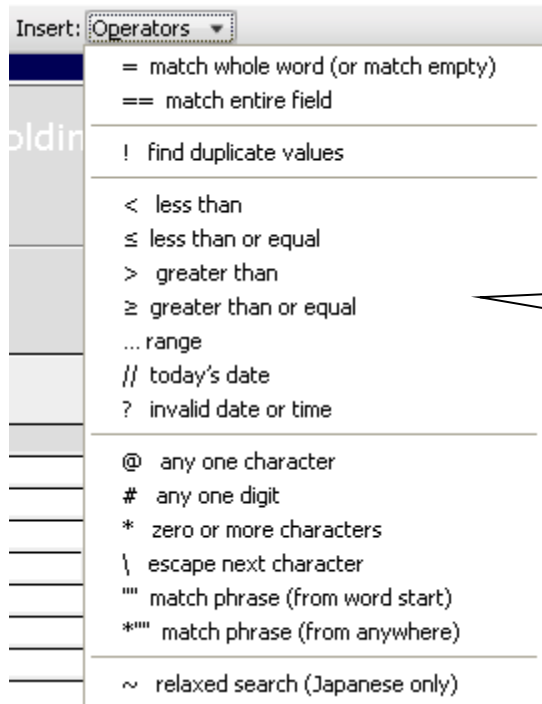 Insert: Operators
= match whole word (or match empty)
== match entire field
oldin
! find duplicate values
< less than
≤ less than or equal
> greater than
≥ greater than or equal
... range
// today's date
? invalid date or time
@ any one character
# any one digit
* zero or more characters
\ escape next character
"" match phrase (from word start)
*"" match phrase (from anywhere)
~ relaxed search (Japanese only)